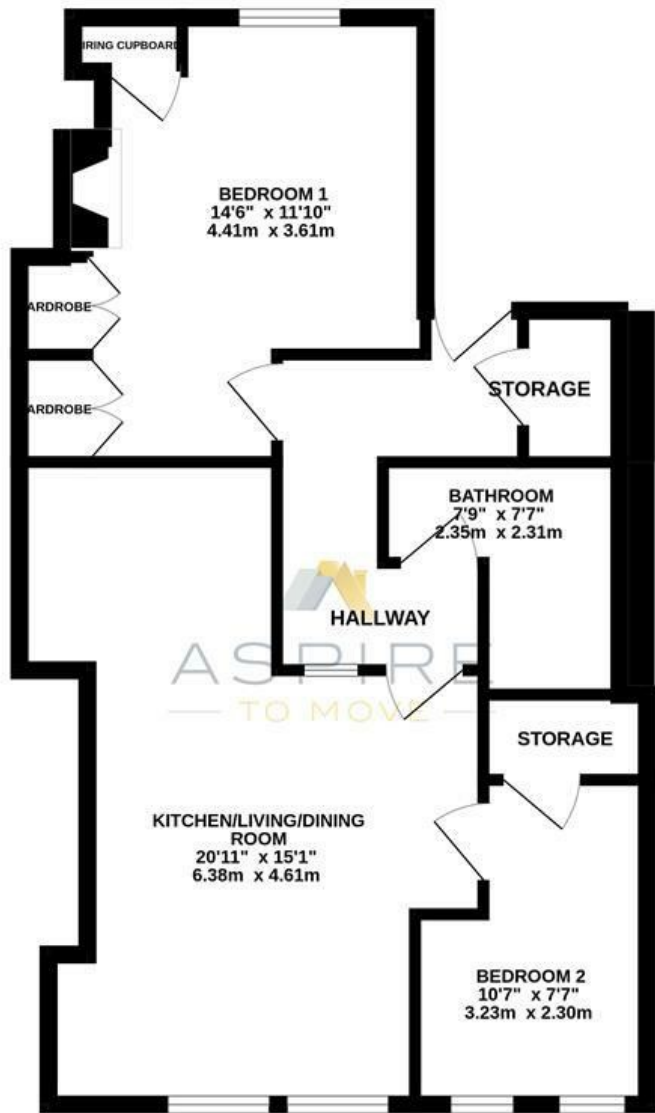 IRING CUPBOARD
BEDROOM 1
14'6" x 11'10"
4.41m x 3.61m
ARDROBE
ARDROBE
STORAGE
BATHROOM
7'9" x 7'7"
2.35m x 2.31m
HALLWAY
ASPIRE
TO MOVE
STORAGE
KITCHEN/LIVING/DINING
ROOM
20'11" x 15'1"
6.38m x 4.61m
BEDROOM 2
10'7" x 7'7"
3.23m x 2.30m